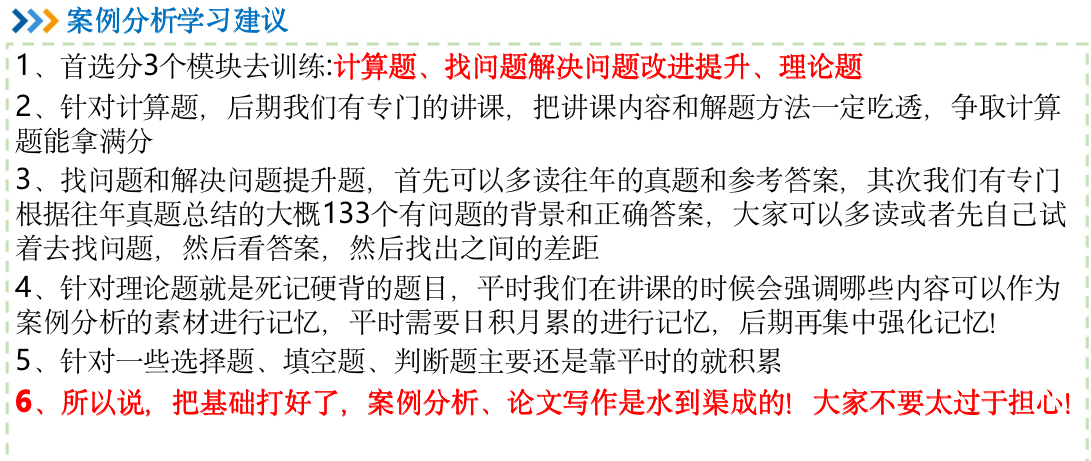 案例分析学习建议
1、首选分3个模块去训练:计算题、找问题解决问题改进提升、理论题
2、针对计算题，后期我们有专门的讲课，把讲课内容和解题方法一定吃透，争取计算
题能拿满分
3、找问题和解决问题提升题，首先可以多读往年的真题和参考答案，其次我们有专门
根据往年真题总结的大概133个有问题的背景和正确答案，大家可以多读或者先自己试
着去找问题，然后看答案，然后找出之间的差距
4、针对理论题就是死记硬背的题目，平时我们在讲课的时候会强调哪些内容可以作为
案例分析的素材进行记忆，平时需要日积月累的进行记忆，后期再集中强化记忆!
5、针对一些选择题、填空题、判断题主要还是靠平时的就积累
6、所以说，把基础打好了，案例分析、论文写作是水到渠成的！大家不要太过于担心!